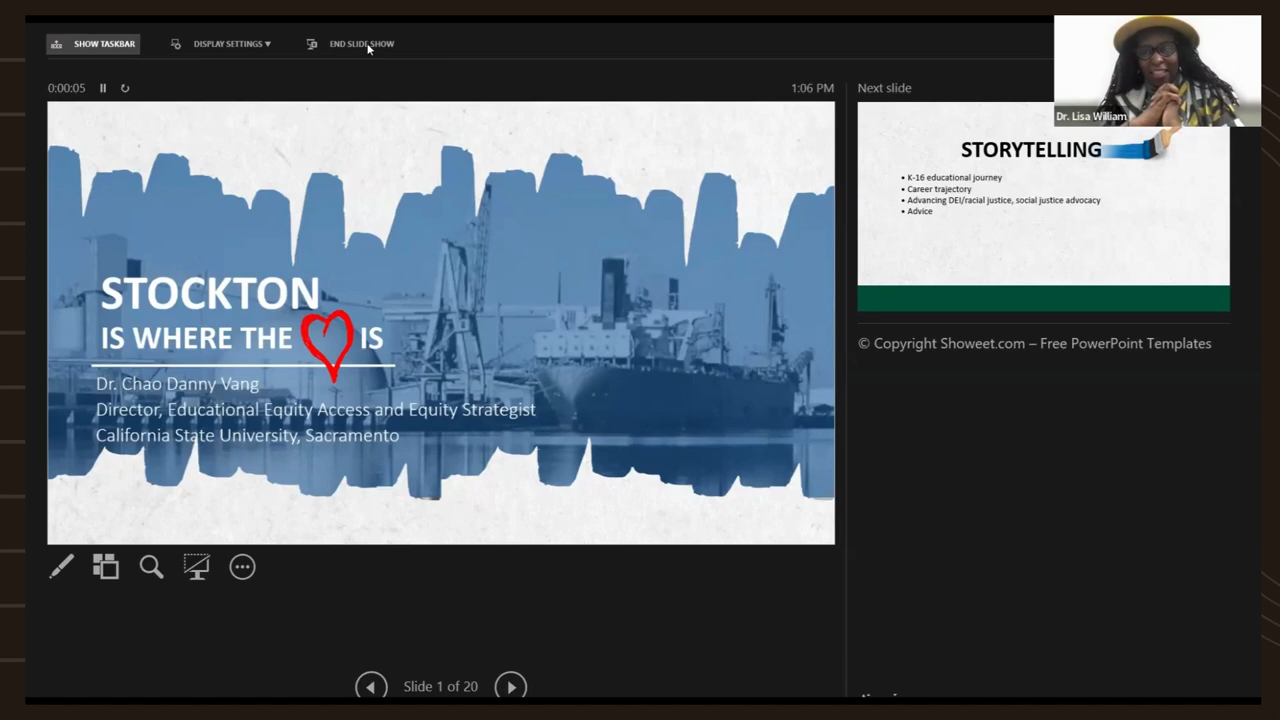 SHOW TASKBAR
DISPLAY SETTINGS ▼
END SLIDE SHOW
0:00:05
1:06 PM
Next slide
Dr. Lisa William
STOCKTON
IS WHERE THE IS
Dr. Chao Danny Vang
Director, Educational Equity Access and Equity Strategist
California State University, Sacramento
STORYTELLING
• K-16 educational journey
• Career trajectory
• Advancing DEI/racial justice, social justice advocacy
• Advice
© Copyright Showeet.com – Free PowerPoint Templates
Slide 1 of 20